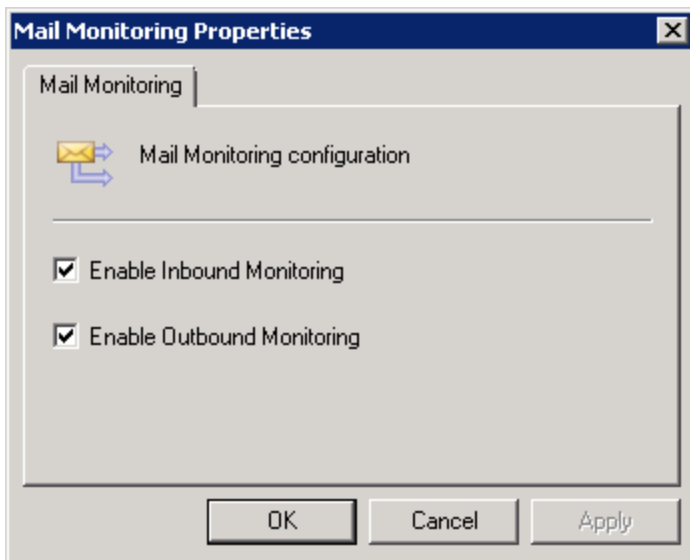 Mail Monitoring Properties
Mail Monitoring
Mail Monitoring configuration
Enable Inbound Monitoring
Enable Outbound Monitoring
OK Cancel Apply